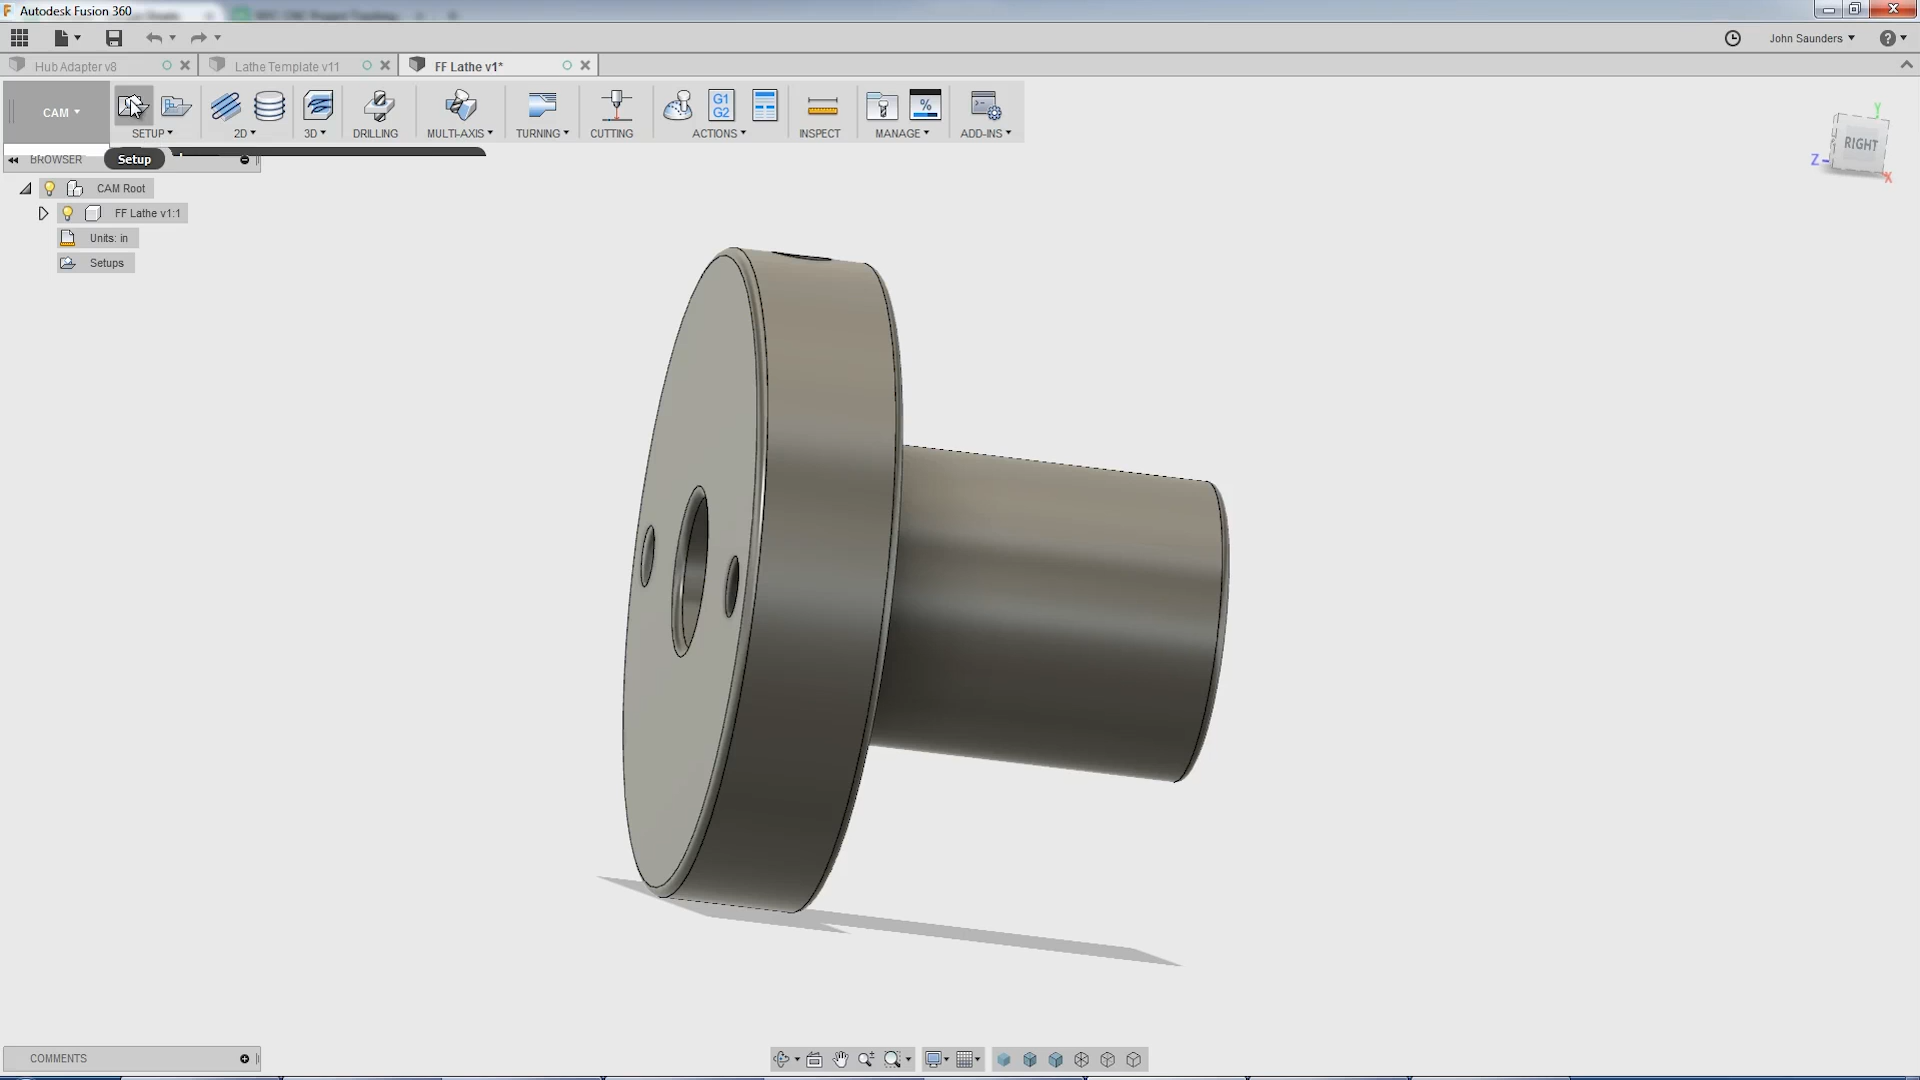 Autodesk Fusion 360
John Saunders
Hub Adapter v8
Lathe Template v11
FF Lathe v1*
CAM
G1
G2
%
SETUP
2D
3D
DRILLING
MULTI-AXIS
TURNING
CUTTING
ACTIONS
INSPECT
MANAGE
ADD-INS
BROWSER
Setup
Y
RIGHT
Z
X
CAM Root
FF Lathe v1:1
Units: in
Setups
COMMENTS